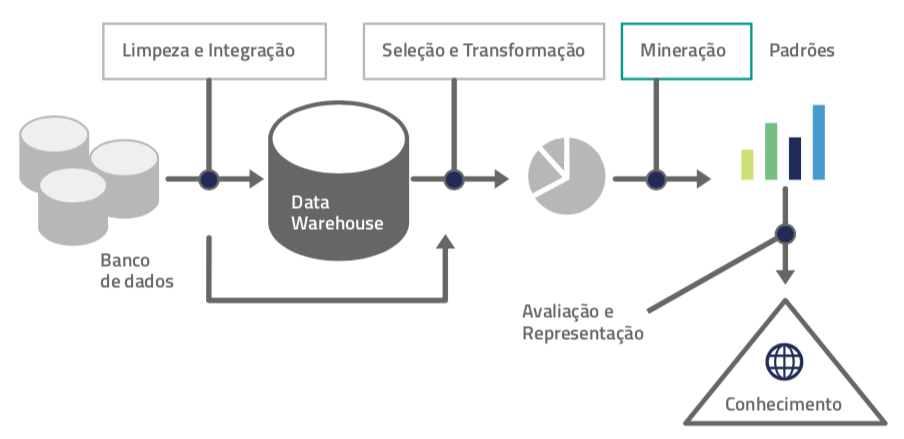 Limpeza e Integração
Seleção e Transformação
Mineração
Padrões
Data
Warehouse
Banco
de dados
Avaliação e
Representação
Conhecimento